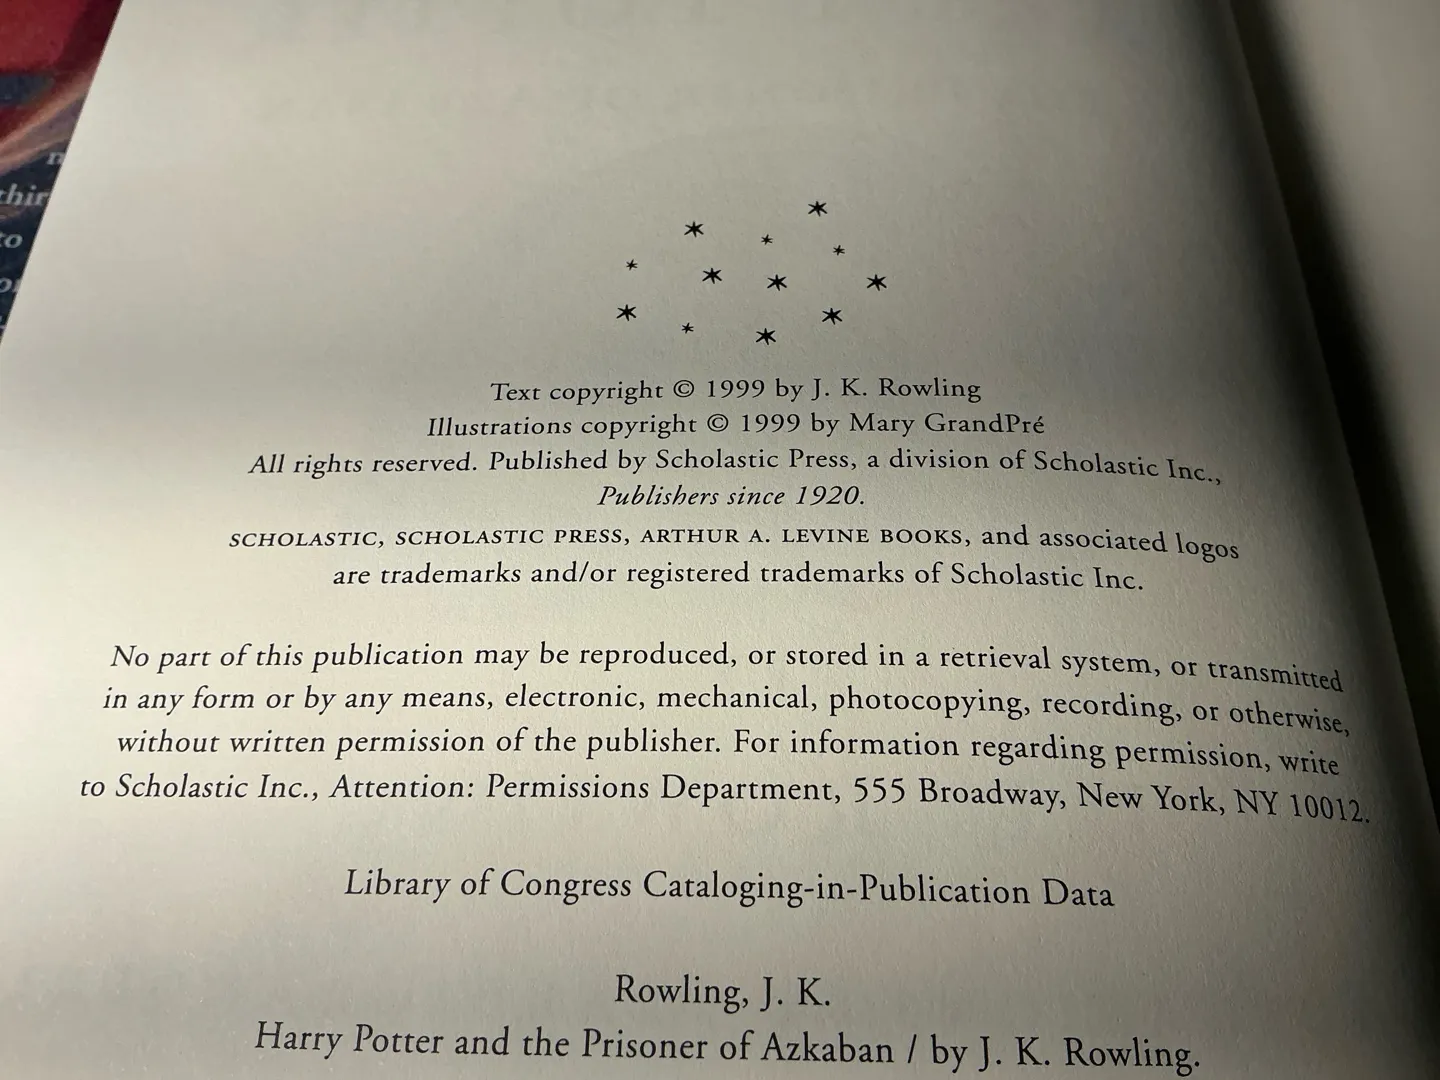 thir
to
Text copyright © 1999 by J. K. Rowling
Illustrations copyright © 1999 by Mary GrandPré
All rights reserved. Published by Scholastic Press, a division of Scholastic Inc.,
Publishers since 1920.
SCHOLASTIC, SCHOLASTIC PRESS, ARTHUR A. LEVINE BOOKS, and associated logos
are trademarks and/or registered trademarks of Scholastic Inc.
No part of this publication may be reproduced, or stored in a retrieval system, or transmitted
in any form or by any means, electronic, mechanical, photocopying, recording, or otherwise,
without written permission of the publisher. For information regarding permission, write
to Scholastic Inc., Attention: Permissions Department, 555 Broadway, New York, NY 10012.
Library of Congress Cataloging-in-Publication Data
Rowling, J. K.
Harry Potter and the Prisoner of Azkaban / by J. K. Rowling.